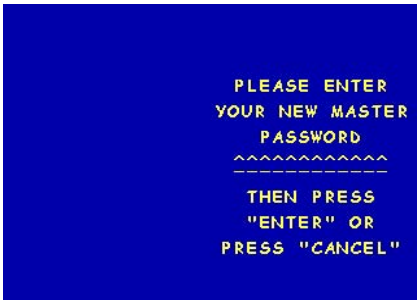 PLEASE ENTER
YOUR NEW MASTER
PASSWORD
^^^^^^^^^^^^
------------
THEN PRESS
"ENTER" OR
PRESS "CANCEL"